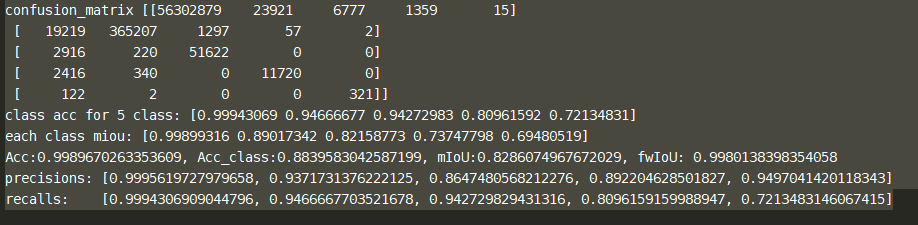 confusion_matrix [[56302879    23921     6777     1359       15]
 [   19219   365207     1297       57        2]
 [    2916      220    51622        0        0]
 [    2416      340        0    11720        0]
 [     122        2        0        0      321]]
class acc for 5 class: [0.99943069 0.94666677 0.94272983 0.80961592 0.72134831]
each class miou: [0.99899316 0.89017342 0.82158773 0.73747798 0.69480519]
Acc:0.9989670263353609, Acc_class:0.8839583042587199, mIoU:0.8286074967672029, fwIoU: 0.9980138398354058
precisions: [0.9995619727979658, 0.9371731376222125, 0.8647480568212276, 0.892204628501827, 0.9497041420118343]
recalls:    [0.9994306909044796, 0.9466667703521678, 0.942729829431316, 0.8096159159988947, 0.7213483146067415]